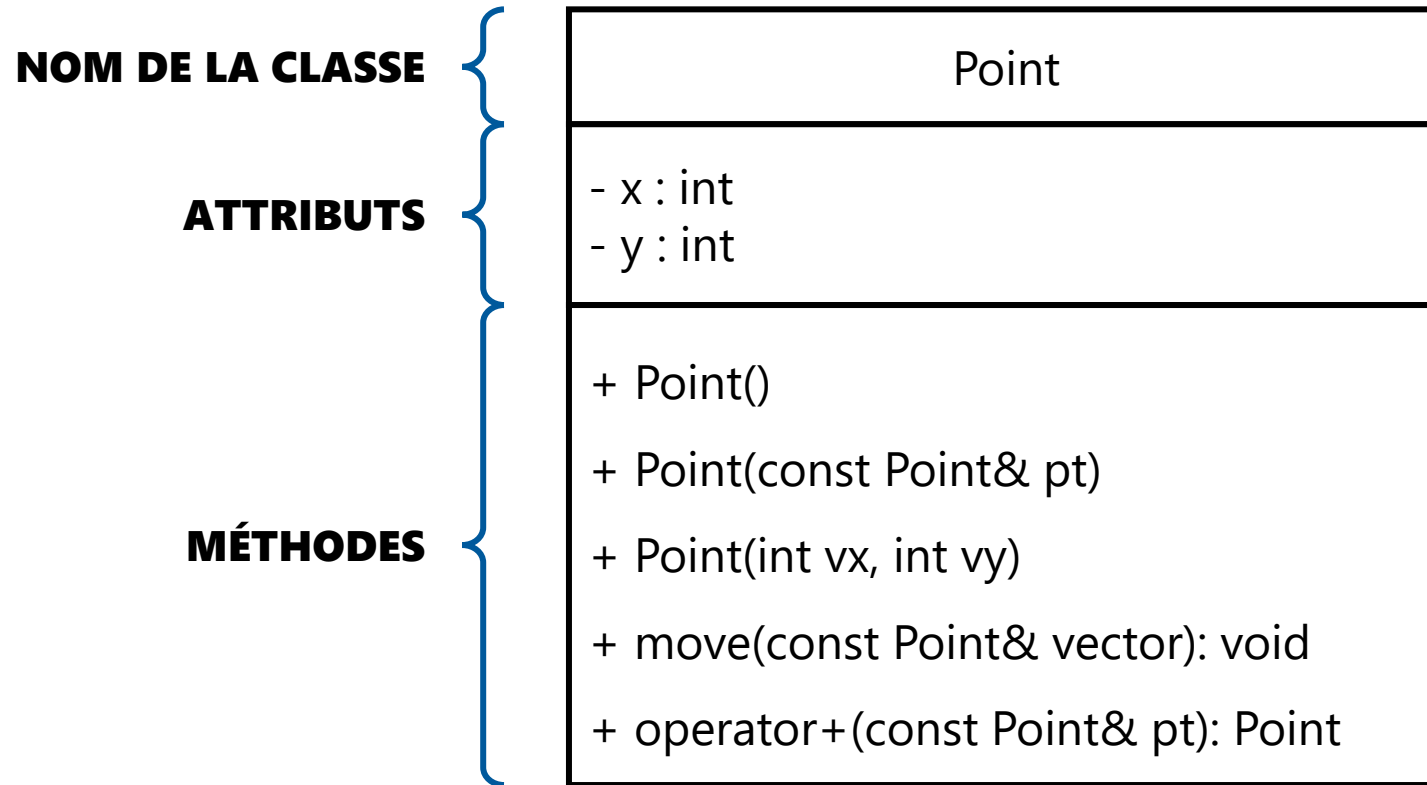 NOM DE LA CLASSE
Point
ATTRIBUTS
- x : int
- y : int
MÉTHODES
+ Point()
+ Point(const Point& pt)
+ Point(int vx, int vy)
+ move(const Point& vector): void
+ operator+(const Point& pt): Point